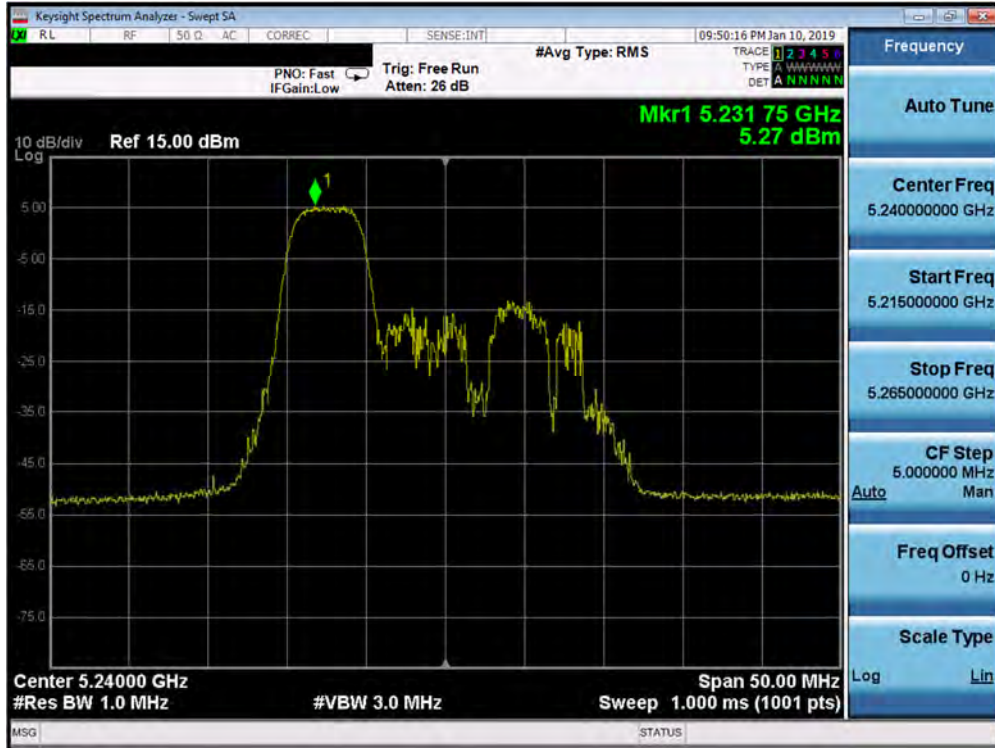 Keysight Spectrum Analyzer - Swept SA
RL RF 50 Ω AC CORREC SENSE:INT 09:50:16 PM Jan 10, 2019
#Avg Type: RMS
TRACE 1 2 3 4 5 6
PNO: Fast Trig: Free Run TYPE A WWWWW
IFGain:Low Atten: 26 dB DET A N N N N N
Mkr1 5.231 75 GHz
5.27 dBm
10 dB/div Ref 15.00 dBm
Log
1
5.00
-5.00
-15.0
-25.0
-35.0
-45.0
-55.0
-65.0
-75.0
Center 5.24000 GHz Span 50.00 MHz
#Res BW 1.0 MHz #VBW 3.0 MHz Sweep 1.000 ms (1001 pts)
MSG STATUS
Frequency
Auto Tune
Center Freq
5.240000000 GHz
Start Freq
5.215000000 GHz
Stop Freq
5.265000000 GHz
CF Step
5.000000 MHz
Auto Man
Freq Offset
0 Hz
Scale Type
Log Lin